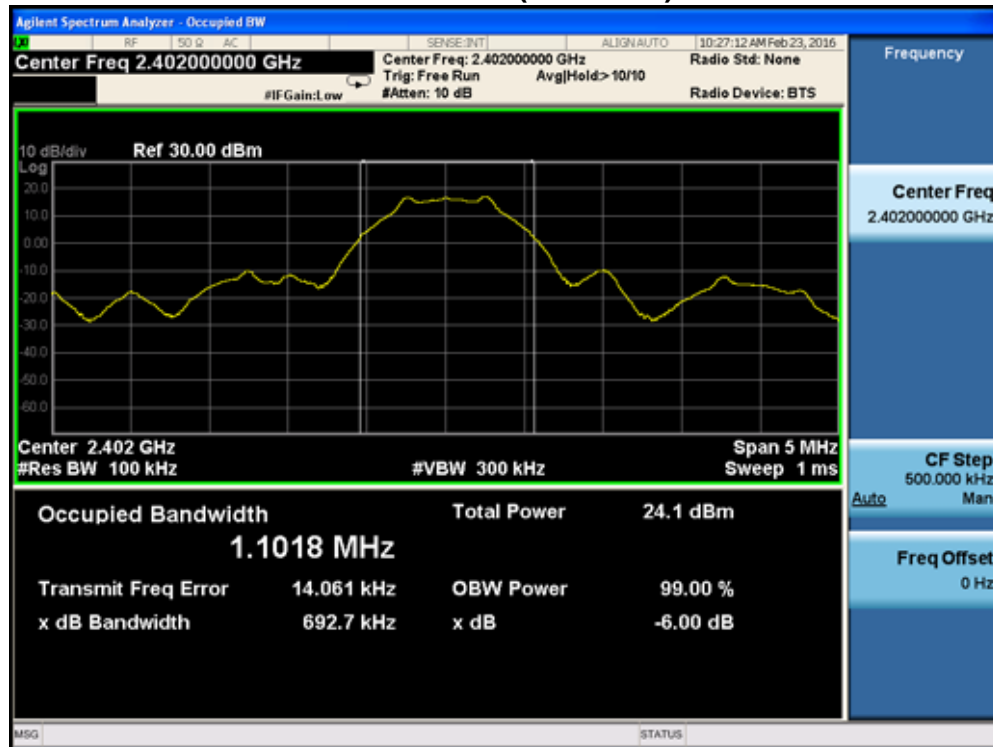 Agilent Spectrum Analyzer - Occupied BW
RF 50 Ω AC SENSE:INT ALIGN AUTO 10:27:12 AM Feb 23, 2016
Center Freq 2.402000000 GHz
Center Freq: 2.402000000 GHz
Radio Std: None
Trig: Free Run Avg|Hold:>10/10
#IFGain:Low
#Atten: 10 dB
Radio Device: BTS
10 dB/div Ref 30.00 dBm
Log
20.0
10.0
0.00
-10.0
-20.0
-30.0
-40.0
-50.0
-60.0
Center 2.402 GHz Span 5 MHz
#Res BW 100 kHz #VBW 300 kHz Sweep 1 ms
Occupied Bandwidth Total Power 24.1 dBm
1.1018 MHz
Transmit Freq Error 14.061 kHz OBW Power 99.00 %
x dB Bandwidth 692.7 kHz x dB -6.00 dB
Frequency
Center Freq
2.402000000 GHz
CF Step
500.000 kHz
Auto Man
Freq Offset
0 Hz
MSG STATUS